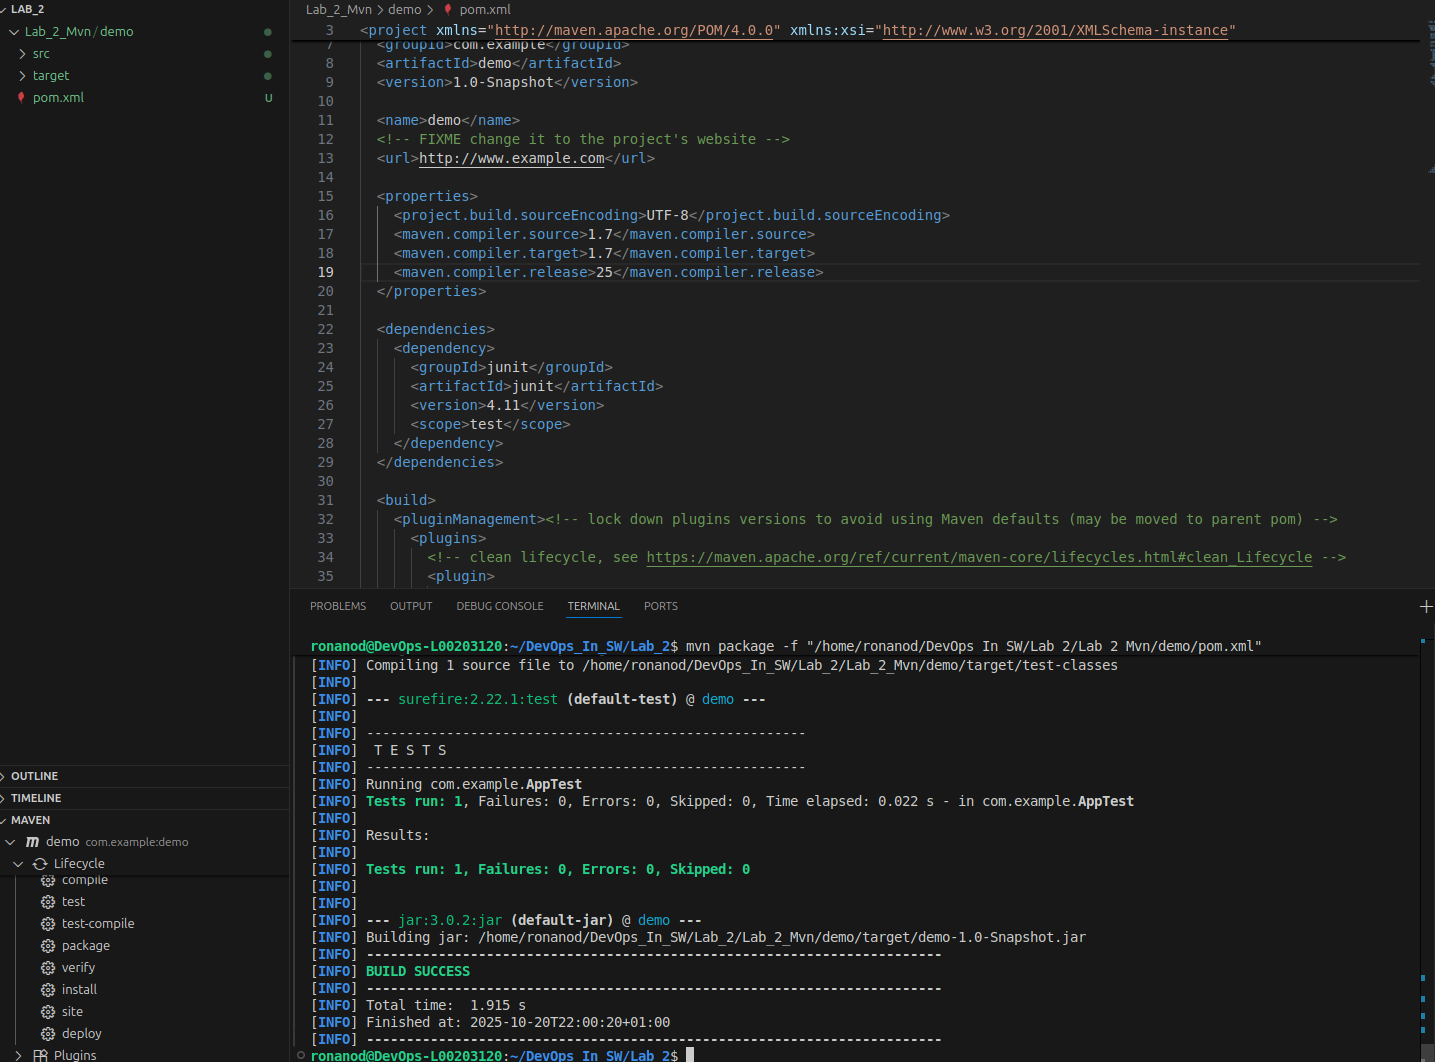 LAB_2
Lab_2_Mvn / demo
src
target
pom.xml U
OUTLINE
TIMELINE
MAVEN
demo com.example:demo
Lifecycle
compile
test
test-compile
package
verify
install
site
deploy
Plugins
Lab_2_Mvn > demo > pom.xml
3 <project xmlns="http://maven.apache.org/POM/4.0.0" xmlns:xsi="http://www.w3.org/2001/XMLSchema-instance"
7 <groupId>com.example</groupId>
8 <artifactId>demo</artifactId>
9 <version>1.0-Snapshot</version>
10
11 <name>demo</name>
12 <!-- FIXME change it to the project's website -->
13 <url>http://www.example.com</url>
14
15 <properties>
16 <project.build.sourceEncoding>UTF-8</project.build.sourceEncoding>
17 <maven.compiler.source>1.7</maven.compiler.source>
18 <maven.compiler.target>1.7</maven.compiler.target>
19 <maven.compiler.release>25</maven.compiler.release>
20 </properties>
21
22 <dependencies>
23 <dependency>
24 <groupId>junit</groupId>
25 <artifactId>junit</artifactId>
26 <version>4.11</version>
27 <scope>test</scope>
28 </dependency>
29 </dependencies>
30
31 <build>
32 <pluginManagement><!-- lock down plugins versions to avoid using Maven defaults (may be moved to parent pom) -->
33 <plugins>
34 <!-- clean lifecycle, see https://maven.apache.org/ref/current/maven-core/lifecycles.html#clean_Lifecycle -->
35 <plugin>
PROBLEMS OUTPUT DEBUG CONSOLE TERMINAL PORTS
ronanod@DevOps-L00203120:~/DevOps_In_SW/Lab_2$ mvn package -f "/home/ronanod/DevOps_In_SW/Lab_2/Lab_2_Mvn/demo/pom.xml"
[INFO] Compiling 1 source file to /home/ronanod/DevOps_In_SW/Lab_2/Lab_2_Mvn/demo/target/test-classes
[INFO]
[INFO] --- surefire:2.22.1:test (default-test) @ demo ---
[INFO]
[INFO] -------------------------------------------------------
[INFO]  T E S T S
[INFO] -------------------------------------------------------
[INFO] Running com.example.AppTest
[INFO] Tests run: 1, Failures: 0, Errors: 0, Skipped: 0, Time elapsed: 0.022 s - in com.example.AppTest
[INFO]
[INFO] Results:
[INFO]
[INFO] Tests run: 1, Failures: 0, Errors: 0, Skipped: 0
[INFO]
[INFO]
[INFO] --- jar:3.0.2:jar (default-jar) @ demo ---
[INFO] Building jar: /home/ronanod/DevOps_In_SW/Lab_2/Lab_2_Mvn/demo/target/demo-1.0-Snapshot.jar
[INFO] ------------------------------------------------------------------------
[INFO] BUILD SUCCESS
[INFO] ------------------------------------------------------------------------
[INFO] Total time:  1.915 s
[INFO] Finished at: 2025-10-20T22:00:20+01:00
[INFO] ------------------------------------------------------------------------
ronanod@DevOps-L00203120:~/DevOps_In_SW/Lab_2$